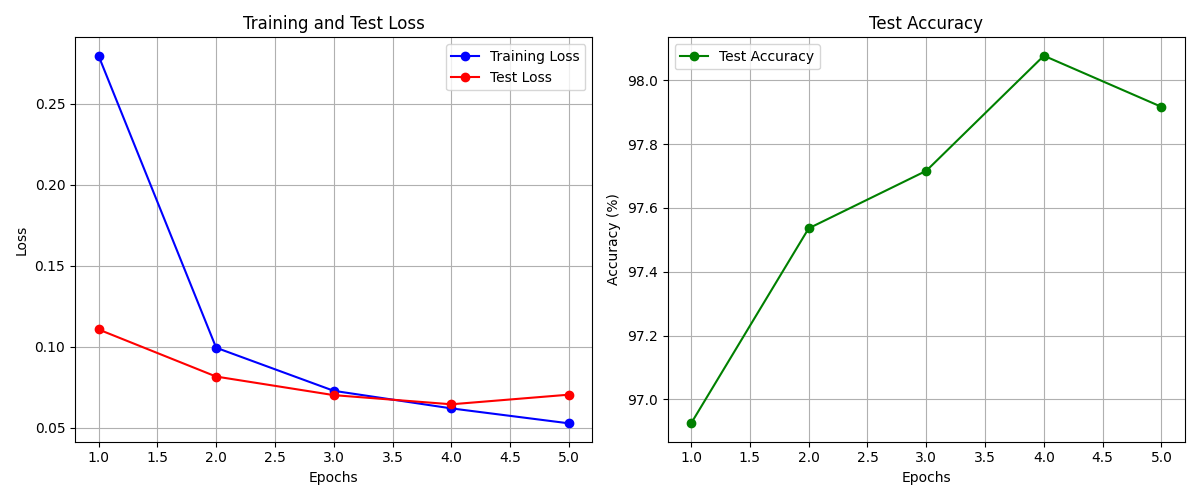 Training and Test Loss
Training Loss
Test Loss
0.25
0.20
0.15
0.10
0.05
Loss
1.0 1.5 2.0 2.5 3.0 3.5 4.0 4.5 5.0
Epochs
Test Accuracy
Test Accuracy
98.0
97.8
97.6
97.4
97.2
97.0
Accuracy (%)
1.0 1.5 2.0 2.5 3.0 3.5 4.0 4.5 5.0
Epochs